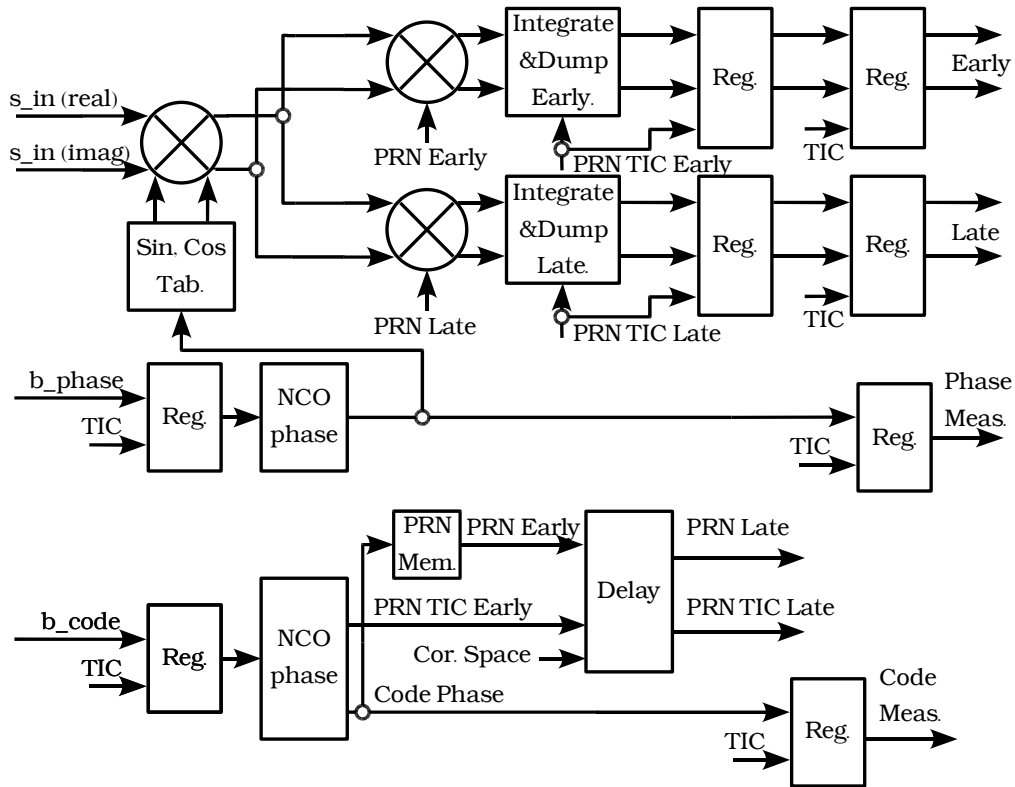 Integrate
&Dump
Early.
Reg.
Reg.
Early
s_in (real)
s_in (imag)
PRN Early
PRN TIC Early
TIC
Integrate
&Dump
Late.
Reg.
Reg.
Late
Sin, Cos
Tab.
PRN Late
PRN TIC Late
TIC
b_phase
TIC
Reg.
NCO
phase
Phase
Meas.
TIC
Reg.
PRN
Mem.
PRN Early
PRN Late
Delay
PRN TIC Early
PRN TIC Late
b_code
TIC
Reg.
NCO
phase
Cor. Space
Code Phase
Code
Meas.
TIC
Reg.